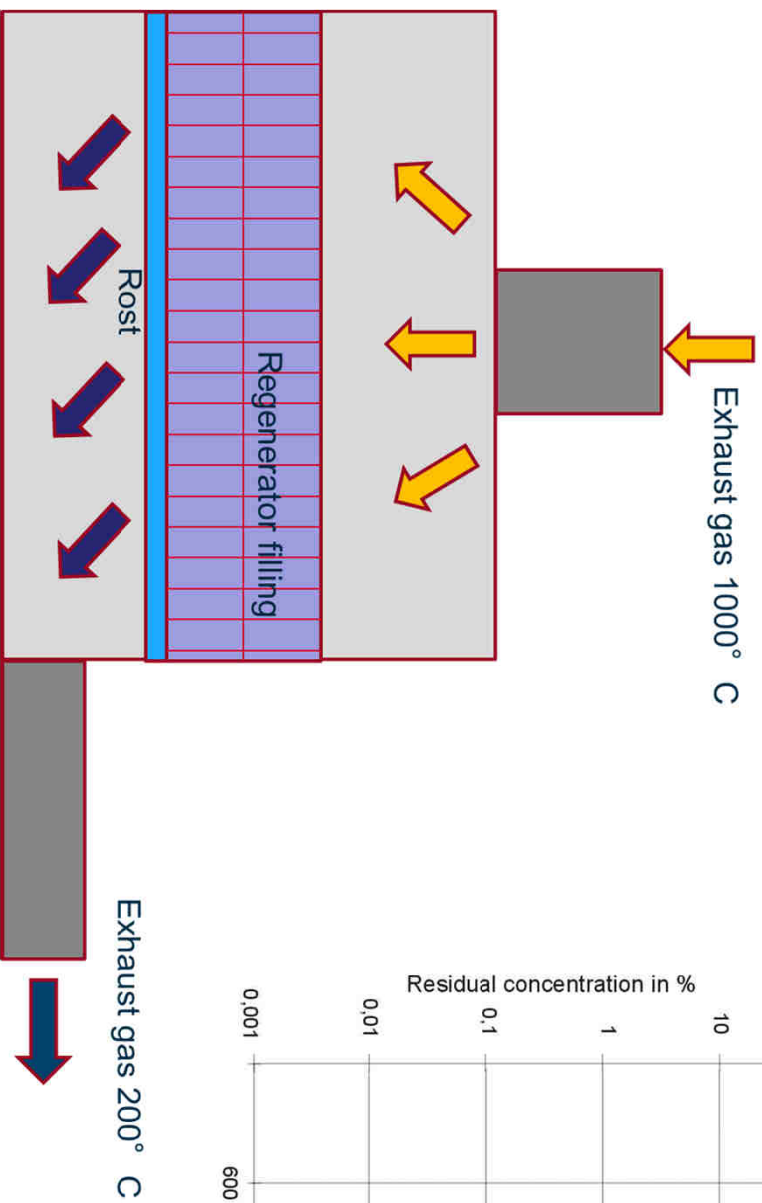 Exhaust gas 1000° C
Regenerator filling
Rost
Exhaust gas 200° C
Residual concentration in %
10
1
0,1
0,01
0,001
600